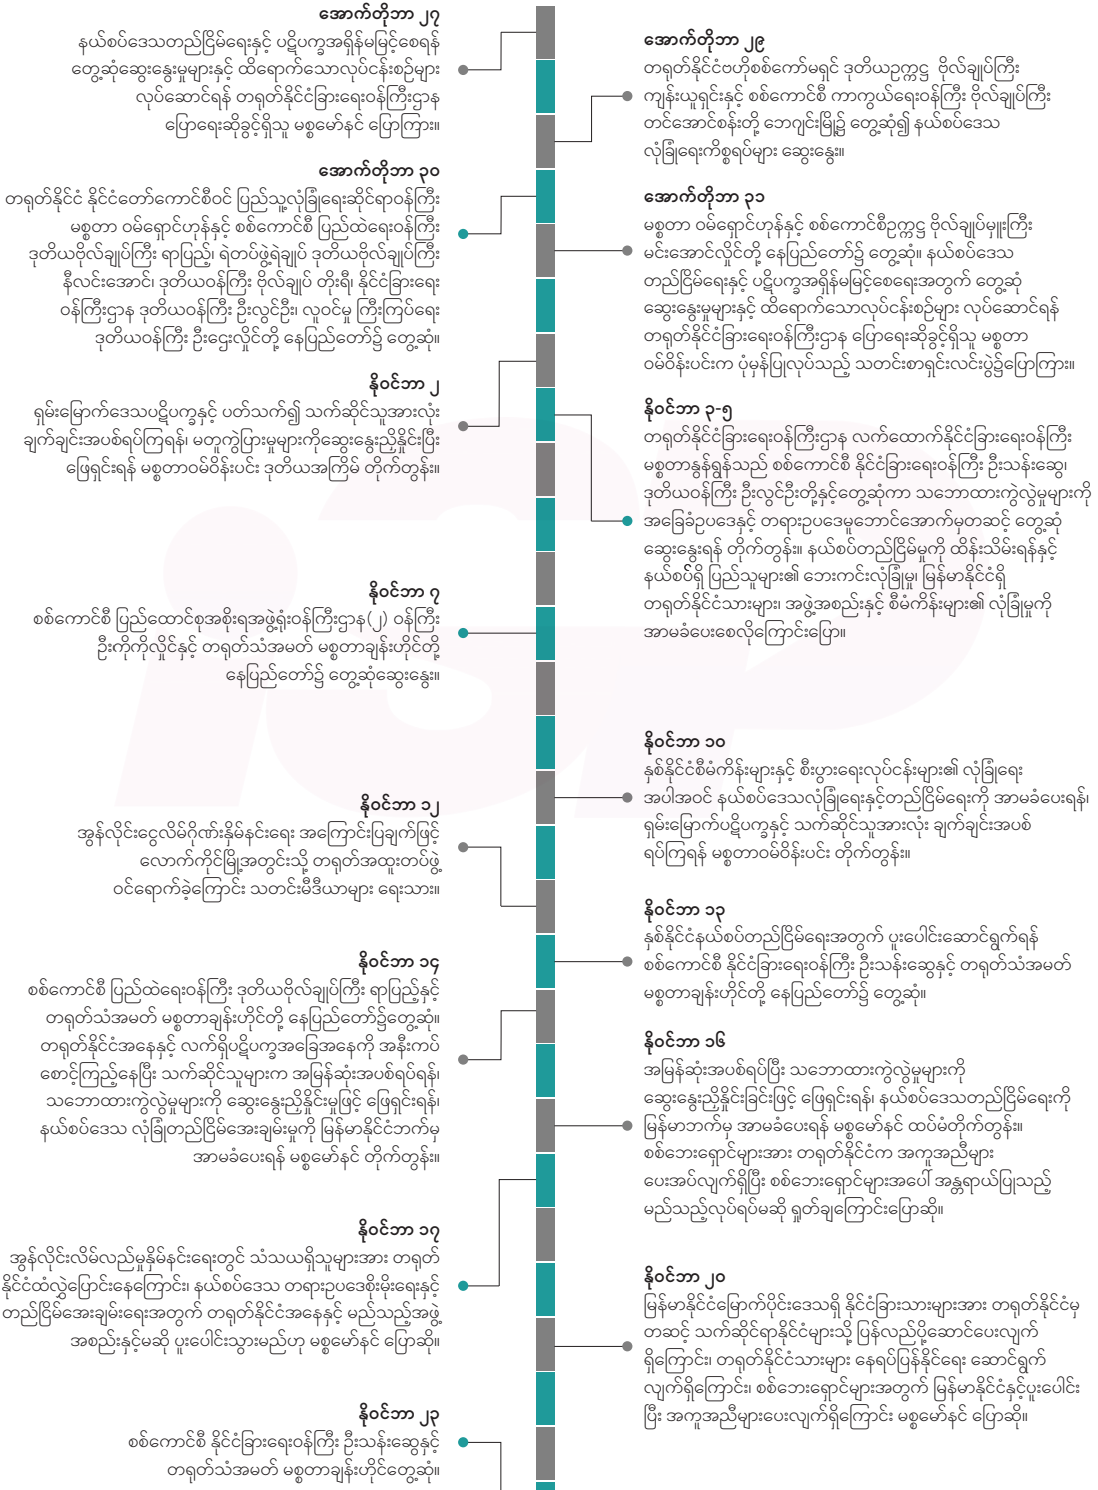 အောက်တိုဘာ ၂၇
နယ်စပ်ဒေသတည်ငြိမ်ရေးနှင့် ပဋိပက္ခအရှိန်မမြင့်စေရန်
တွေ့ဆုံဆွေးနွေးမှုများနှင့် ထိရောက်သောလုပ်ငန်းစဉ်များ
လုပ်ဆောင်ရန် တရုတ်နိုင်ငံခြားရေးဝန်ကြီးဌာန
ပြောရေးဆိုခွင့်ရှိသူ မစ္စမော်နင် ပြောကြား။
အောက်တိုဘာ ၂၉
တရုတ်နိုင်ငံဗဟိုစစ်ကော်မရှင် ဒုတိယဥက္ကဋ္ဌ ဗိုလ်ချုပ်ကြီး
ကျန်းယူရှင်းနှင့် စစ်ကောင်စီ ကာကွယ်ရေးဝန်ကြီး ဗိုလ်ချုပ်ကြီး
တင်အောင်စန်းတို့ ဘေဂျင်းမြို့၌ တွေ့ဆုံ၍ နယ်စပ်ဒေသ
လုံခြုံရေးကိစ္စရပ်များ ဆွေးနွေး။
အောက်တိုဘာ ၃၀
တရုတ်နိုင်ငံ နိုင်ငံတော်ကောင်စီဝင် ပြည်သူ့လုံခြုံရေးဆိုင်ရာဝန်ကြီး
မစ္စတာ ဝမ်ရှောင်ဟုန်နှင့် စစ်ကောင်စီ ပြည်ထဲရေးဝန်ကြီး
ဒုတိယဗိုလ်ချုပ်ကြီး ရာပြည့်၊ ရဲတပ်ဖွဲ့ရဲချုပ် ဒုတိယဗိုလ်ချုပ်ကြီး
နီလင်းအောင်၊ ဒုတိယဝန်ကြီး ဗိုလ်ချုပ် တိုးရီ၊ နိုင်ငံခြားရေး
ဝန်ကြီးဌာန ဒုတိယဝန်ကြီး ဦးလွင်ဦး၊ လူဝင်မှု ကြီးကြပ်ရေး
ဒုတိယဝန်ကြီး ဦးဌေးလှိုင်တို့ နေပြည်တော်၌ တွေ့ဆုံ။
အောက်တိုဘာ ၃၁
မစ္စတာ ဝမ်ရှောင်ဟုန်နှင့် စစ်ကောင်စီဥက္ကဋ္ဌ ဗိုလ်ချုပ်မှူးကြီး
မင်းအောင်လှိုင်တို့ နေပြည်တော်၌ တွေ့ဆုံ။ နယ်စပ်ဒေသ
တည်ငြိမ်ရေးနှင့် ပဋိပက္ခအရှိန်မမြင့်စေရေးအတွက် တွေ့ဆုံ
ဆွေးနွေးမှုများနှင့် ထိရောက်သောလုပ်ငန်းစဉ်များ လုပ်ဆောင်ရန်
တရုတ်နိုင်ငံခြားရေးဝန်ကြီးဌာန ပြောရေးဆိုခွင့်ရှိသူ မစ္စတာ
ဝမ်ဝိန်းပင်းက ပုံမှန်ပြုလုပ်သည့် သတင်းစာရှင်းလင်းပွဲ၌ပြောကြား။
နိုဝင်ဘာ ၂
ရှမ်းမြောက်ဒေသပဋိပက္ခနှင့် ပတ်သက်၍ သက်ဆိုင်သူအားလုံး
ချက်ချင်းအပစ်ရပ်ကြရန်၊ မတူကွဲပြားမှုများကိုဆွေးနွေးညှိနှိုင်းပြီး
ဖြေရှင်းရန် မစ္စတာဝမ်ဝိန်းပင်း ဒုတိယအကြိမ် တိုက်တွန်း။
နိုဝင်ဘာ ၃-၅
တရုတ်နိုင်ငံခြားရေးဝန်ကြီးဌာန လက်ထောက်နိုင်ငံခြားရေးဝန်ကြီး
မစ္စတာနွန်ရွန်သည် စစ်ကောင်စီ နိုင်ငံခြားရေးဝန်ကြီး ဦးသန်းဆွေ၊
ဒုတိယဝန်ကြီး ဦးလွင်ဦးတို့နှင့်တွေ့ဆုံကာ သဘောထားကွဲလွဲမှုများကို
အခြေခံဥပဒေနှင့် တရားဥပဒေမူဘောင်အောက်မှတဆင့် တွေ့ဆုံ
ဆွေးနွေးရန် တိုက်တွန်း။ နယ်စပ်တည်ငြိမ်မှုကို ထိန်းသိမ်းရန်နှင့်
နယ်စပ်ရှိ ပြည်သူများ၏ ဘေးကင်းလုံခြုံမှု၊ မြန်မာနိုင်ငံရှိ
တရုတ်နိုင်ငံသားများ၊ အဖွဲ့အစည်းနှင့် စီမံကိန်းများ၏ လုံခြုံမှုကို
အာမခံပေးစေလိုကြောင်းပြော။
နိုဝင်ဘာ ၇
စစ်ကောင်စီ ပြည်ထောင်စုအစိုးရအဖွဲ့ရုံးဝန်ကြီးဌာန(၂) ဝန်ကြီး
ဦးကိုကိုလှိုင်နှင့် တရုတ်သံအမတ် မစ္စတာချန်းဟိုင်တို့
နေပြည်တော်၌ တွေ့ဆုံဆွေးနွေး။
နိုဝင်ဘာ ၁၀
နှစ်နိုင်ငံစီမံကိန်းများနှင့် စီးပွားရေးလုပ်ငန်းများ၏ လုံခြုံရေး
အပါအဝင် နယ်စပ်ဒေသလုံခြုံရေးနှင့်တည်ငြိမ်ရေးကို အာမခံပေးရန်၊
ရှမ်းမြောက်ပဋိပက္ခနှင့် သက်ဆိုင်သူအားလုံး ချက်ချင်းအပစ်
ရပ်ကြရန် မစ္စတာဝမ်ဝိန်းပင်း တိုက်တွန်း။
နိုဝင်ဘာ ၁၂
အွန်လိုင်းငွေလိမ်ဂိုဏ်းနှိမ်နင်းရေး အကြောင်းပြချက်ဖြင့်
လောက်ကိုင်မြို့အတွင်းသို့ တရုတ်အထူးတပ်ဖွဲ့
ဝင်ရောက်ခဲ့ကြောင်း သတင်းမီဒီယာများ ရေးသား။
နိုဝင်ဘာ ၁၃
နှစ်နိုင်ငံနယ်စပ်တည်ငြိမ်ရေးအတွက် ပူးပေါင်းဆောင်ရွက်ရန်
စစ်ကောင်စီ နိုင်ငံခြားရေးဝန်ကြီး ဦးသန်းဆွေနှင့် တရုတ်သံအမတ်
မစ္စတာချန်းဟိုင်တို့ နေပြည်တော်၌ တွေ့ဆုံ။
နိုဝင်ဘာ ၁၄
စစ်ကောင်စီ ပြည်ထဲရေးဝန်ကြီး ဒုတိယဗိုလ်ချုပ်ကြီး ရာပြည့်နှင့်
တရုတ်သံအမတ် မစ္စတာချန်းဟိုင်တို့ နေပြည်တော်၌တွေ့ဆုံ။
တရုတ်နိုင်ငံအနေနှင့် လက်ရှိပဋိပက္ခအခြေအနေကို အနီးကပ်
စောင့်ကြည့်နေပြီး သက်ဆိုင်သူများက အမြန်ဆုံးအပစ်ရပ်ရန်၊
သဘောထားကွဲလွဲမှုများကို ဆွေးနွေးညှိနှိုင်းမှုဖြင့် ဖြေရှင်းရန်၊
နယ်စပ်ဒေသ လုံခြုံတည်ငြိမ်အေးချမ်းမှုကို မြန်မာနိုင်ငံဘက်မှ
အာမခံပေးရန် မစ္စမော်နင် တိုက်တွန်း။
နိုဝင်ဘာ ၁၆
အမြန်ဆုံးအပစ်ရပ်ပြီး သဘောထားကွဲလွဲမှုများကို
ဆွေးနွေးညှိနှိုင်းခြင်းဖြင့် ဖြေရှင်းရန်၊ နယ်စပ်ဒေသတည်ငြိမ်ရေးကို
မြန်မာဘက်မှ အာမခံပေးရန် မစ္စမော်နင် ထပ်မံတိုက်တွန်း။
စစ်ဘေးရှောင်များအား တရုတ်နိုင်ငံက အကူအညီများ
ပေးအပ်လျက်ရှိပြီး စစ်ဘေးရှောင်များအပေါ် အန္တရာယ်ပြုသည့်
မည်သည့်လုပ်ရပ်မဆို ရှုတ်ချကြောင်းပြောဆို။
နိုဝင်ဘာ ၁၇
အွန်လိုင်းလိမ်လည်မှုနှိမ်နင်းရေးတွင် သံသယရှိသူများအား တရုတ်
နိုင်ငံထံလွှဲပြောင်းနေကြောင်း၊ နယ်စပ်ဒေသ တရားဥပဒေစိုးမိုးရေးနှင့်
တည်ငြိမ်အေးချမ်းရေးအတွက် တရုတ်နိုင်ငံအနေနှင့် မည်သည့်အဖွဲ့
အစည်းနှင့်မဆို ပူးပေါင်းသွားမည်ဟု မစ္စမော်နင် ပြောဆို။
နိုဝင်ဘာ ၂၀
မြန်မာနိုင်ငံမြောက်ပိုင်းဒေသရှိ နိုင်ငံခြားသားများအား တရုတ်နိုင်ငံမှ
တဆင့် သက်ဆိုင်ရာနိုင်ငံများသို့ ပြန်လည်ပို့ဆောင်ပေးလျက်
ရှိကြောင်း၊ တရုတ်နိုင်ငံသားများ နေရပ်ပြန်နိုင်ရေး ဆောင်ရွက်
လျက်ရှိကြောင်း၊ စစ်ဘေးရှောင်များအတွက် မြန်မာနိုင်ငံနှင့်ပူးပေါင်း
ပြီး အကူအညီများပေးလျက်ရှိကြောင်း မစ္စမော်နင် ပြောဆို။
နိုဝင်ဘာ ၂၃
စစ်ကောင်စီ နိုင်ငံခြားရေးဝန်ကြီး ဦးသန်းဆွေနှင့်
တရုတ်သံအမတ် မစ္စတာချန်းဟိုင်တွေ့ဆုံ။
iSP